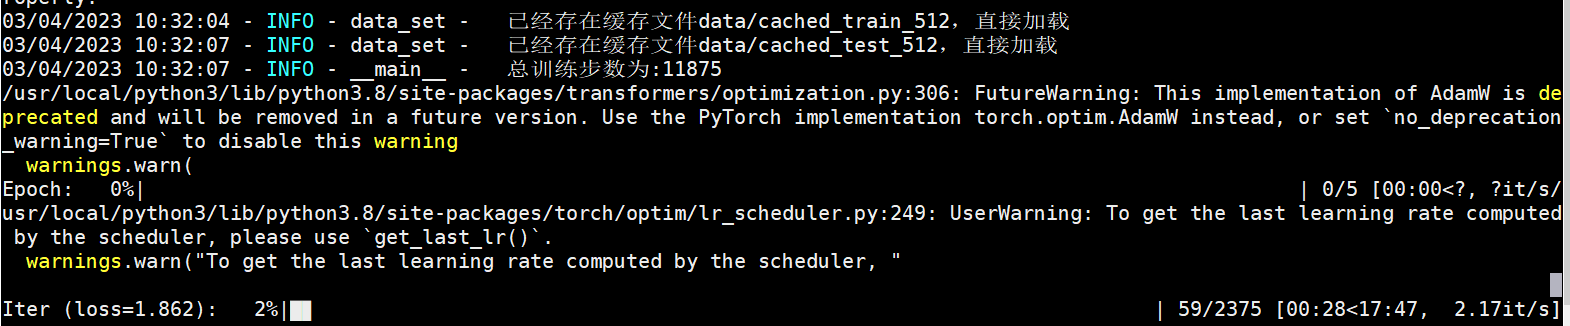 03/04/2023 10:32:04 - INFO - data_set -   已经存在缓存文件data/cached_train_512，直接加载
03/04/2023 10:32:07 - INFO - data_set -   已经存在缓存文件data/cached_test_512，直接加载
03/04/2023 10:32:07 - INFO - __main__ -   总训练步数为:11875
/usr/local/python3/lib/python3.8/site-packages/transformers/optimization.py:306: FutureWarning: This implementation of AdamW is de
precated and will be removed in a future version. Use the PyTorch implementation torch.optim.AdamW instead, or set `no_deprecation
_warning=True` to disable this warning
  warnings.warn(
Epoch:   0%| | 0/5 [00:00<?, ?it/s/
usr/local/python3/lib/python3.8/site-packages/torch/optim/lr_scheduler.py:249: UserWarning: To get the last learning rate computed
 by the scheduler, please use `get_last_lr()`.
  warnings.warn("To get the last learning rate computed by the scheduler, "
Iter (loss=1.862):   2%|██ | 59/2375 [00:28<17:47,  2.17it/s]